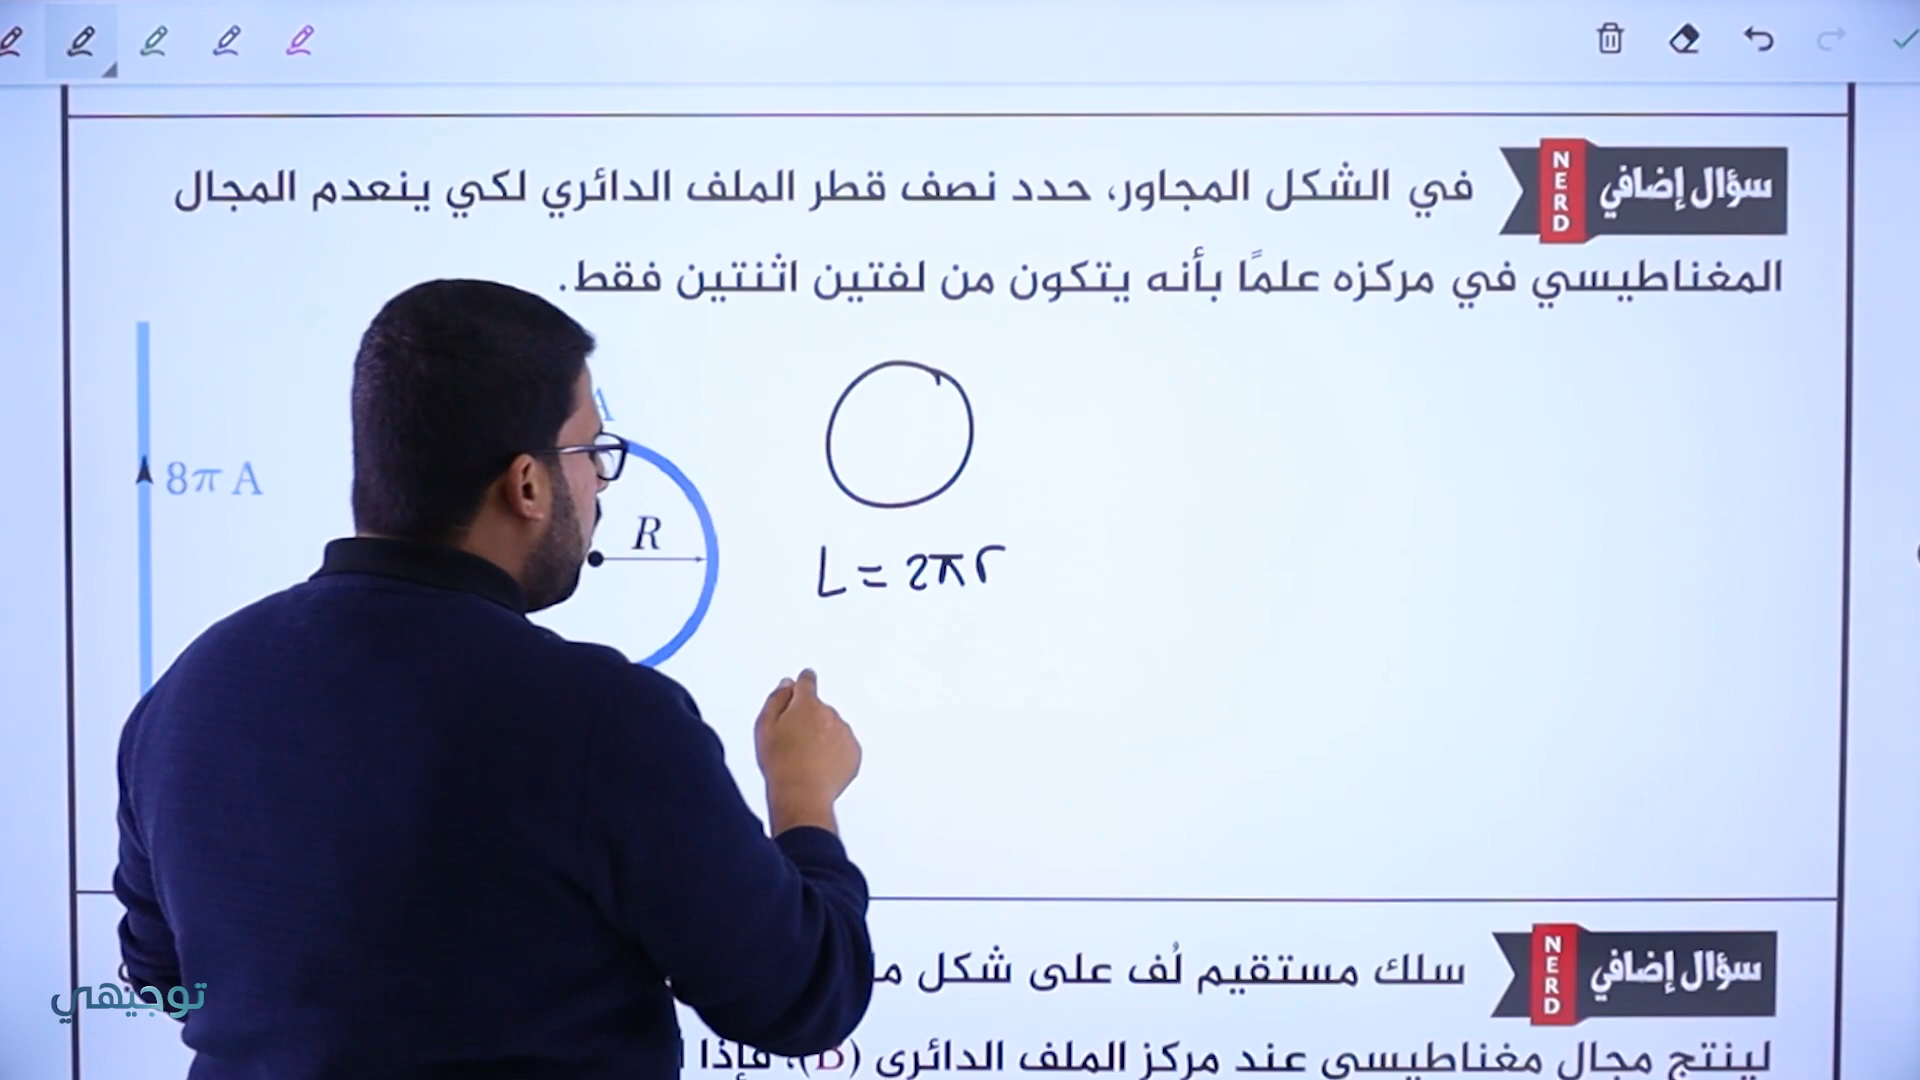 سؤال إضافي NERD في الشكل المجاور، حدد نصف قطر الملف الدائري لكي ينعدم المجال
المغناطيسي في مركزه علمًا بأنه يتكون من لفتين اثنتين فقط.
A
8π A
R
L = 2πr
سؤال إضافي NERD سلك مستقيم لُف على شكل
لينتج مجال مغناطيسي عند مركز الملف الدائري (B)، فإذا
توجيهي